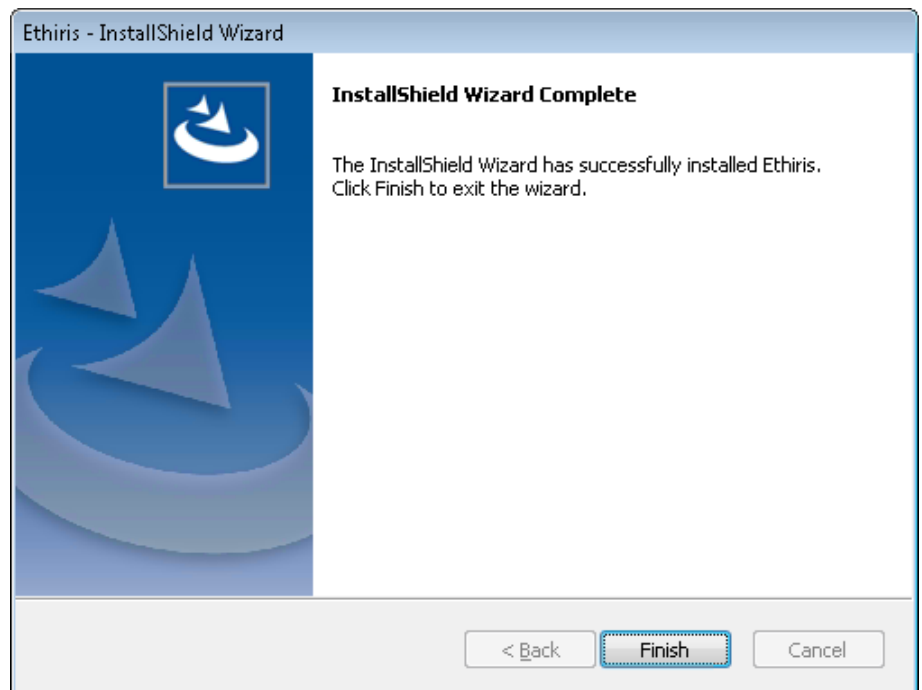 Ethiris - InstallShield Wizard
InstallShield Wizard Complete
The InstallShield Wizard has successfully installed Ethiris.
Click Finish to exit the wizard.
< Back
Finish
Cancel